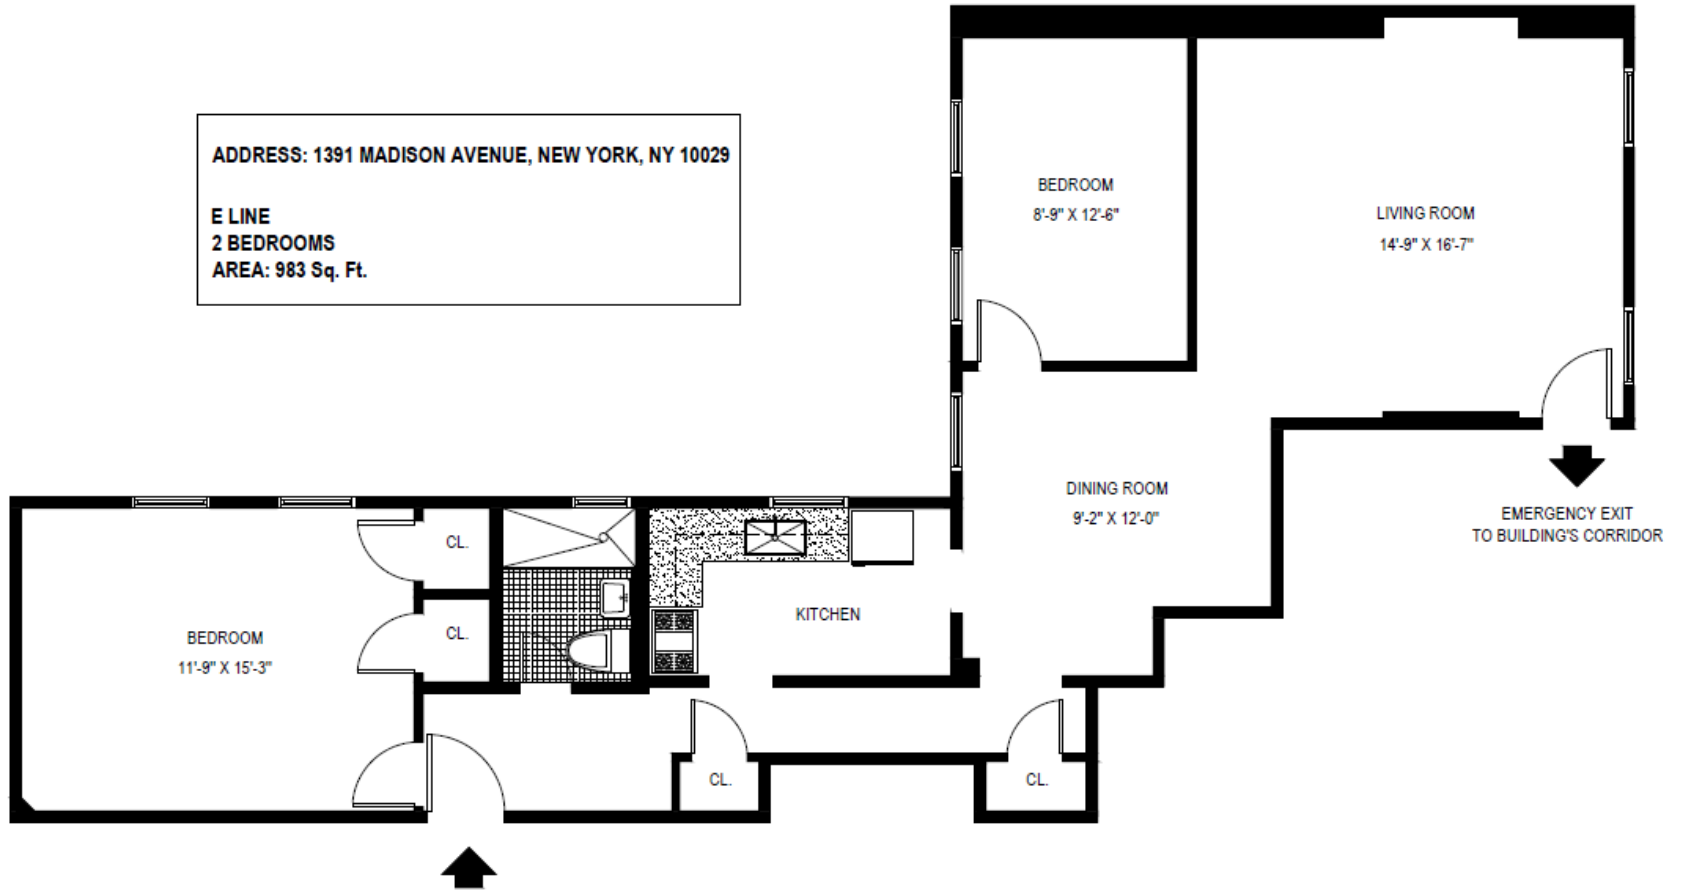 ADDRESS: 1391 MADISON AVENUE, NEW YORK, NY 10029
E LINE
2 BEDROOMS
AREA: 983 Sq. Ft.
BEDROOM
8'-9" X 12'-6"
LIVING ROOM
14'-9" X 16'-7"
DINING ROOM
9'-2" X 12'-0"
EMERGENCY EXIT
TO BUILDING'S CORRIDOR
CL.
CL.
KITCHEN
BEDROOM
11'-9" X 15'-3"
CL.
CL.